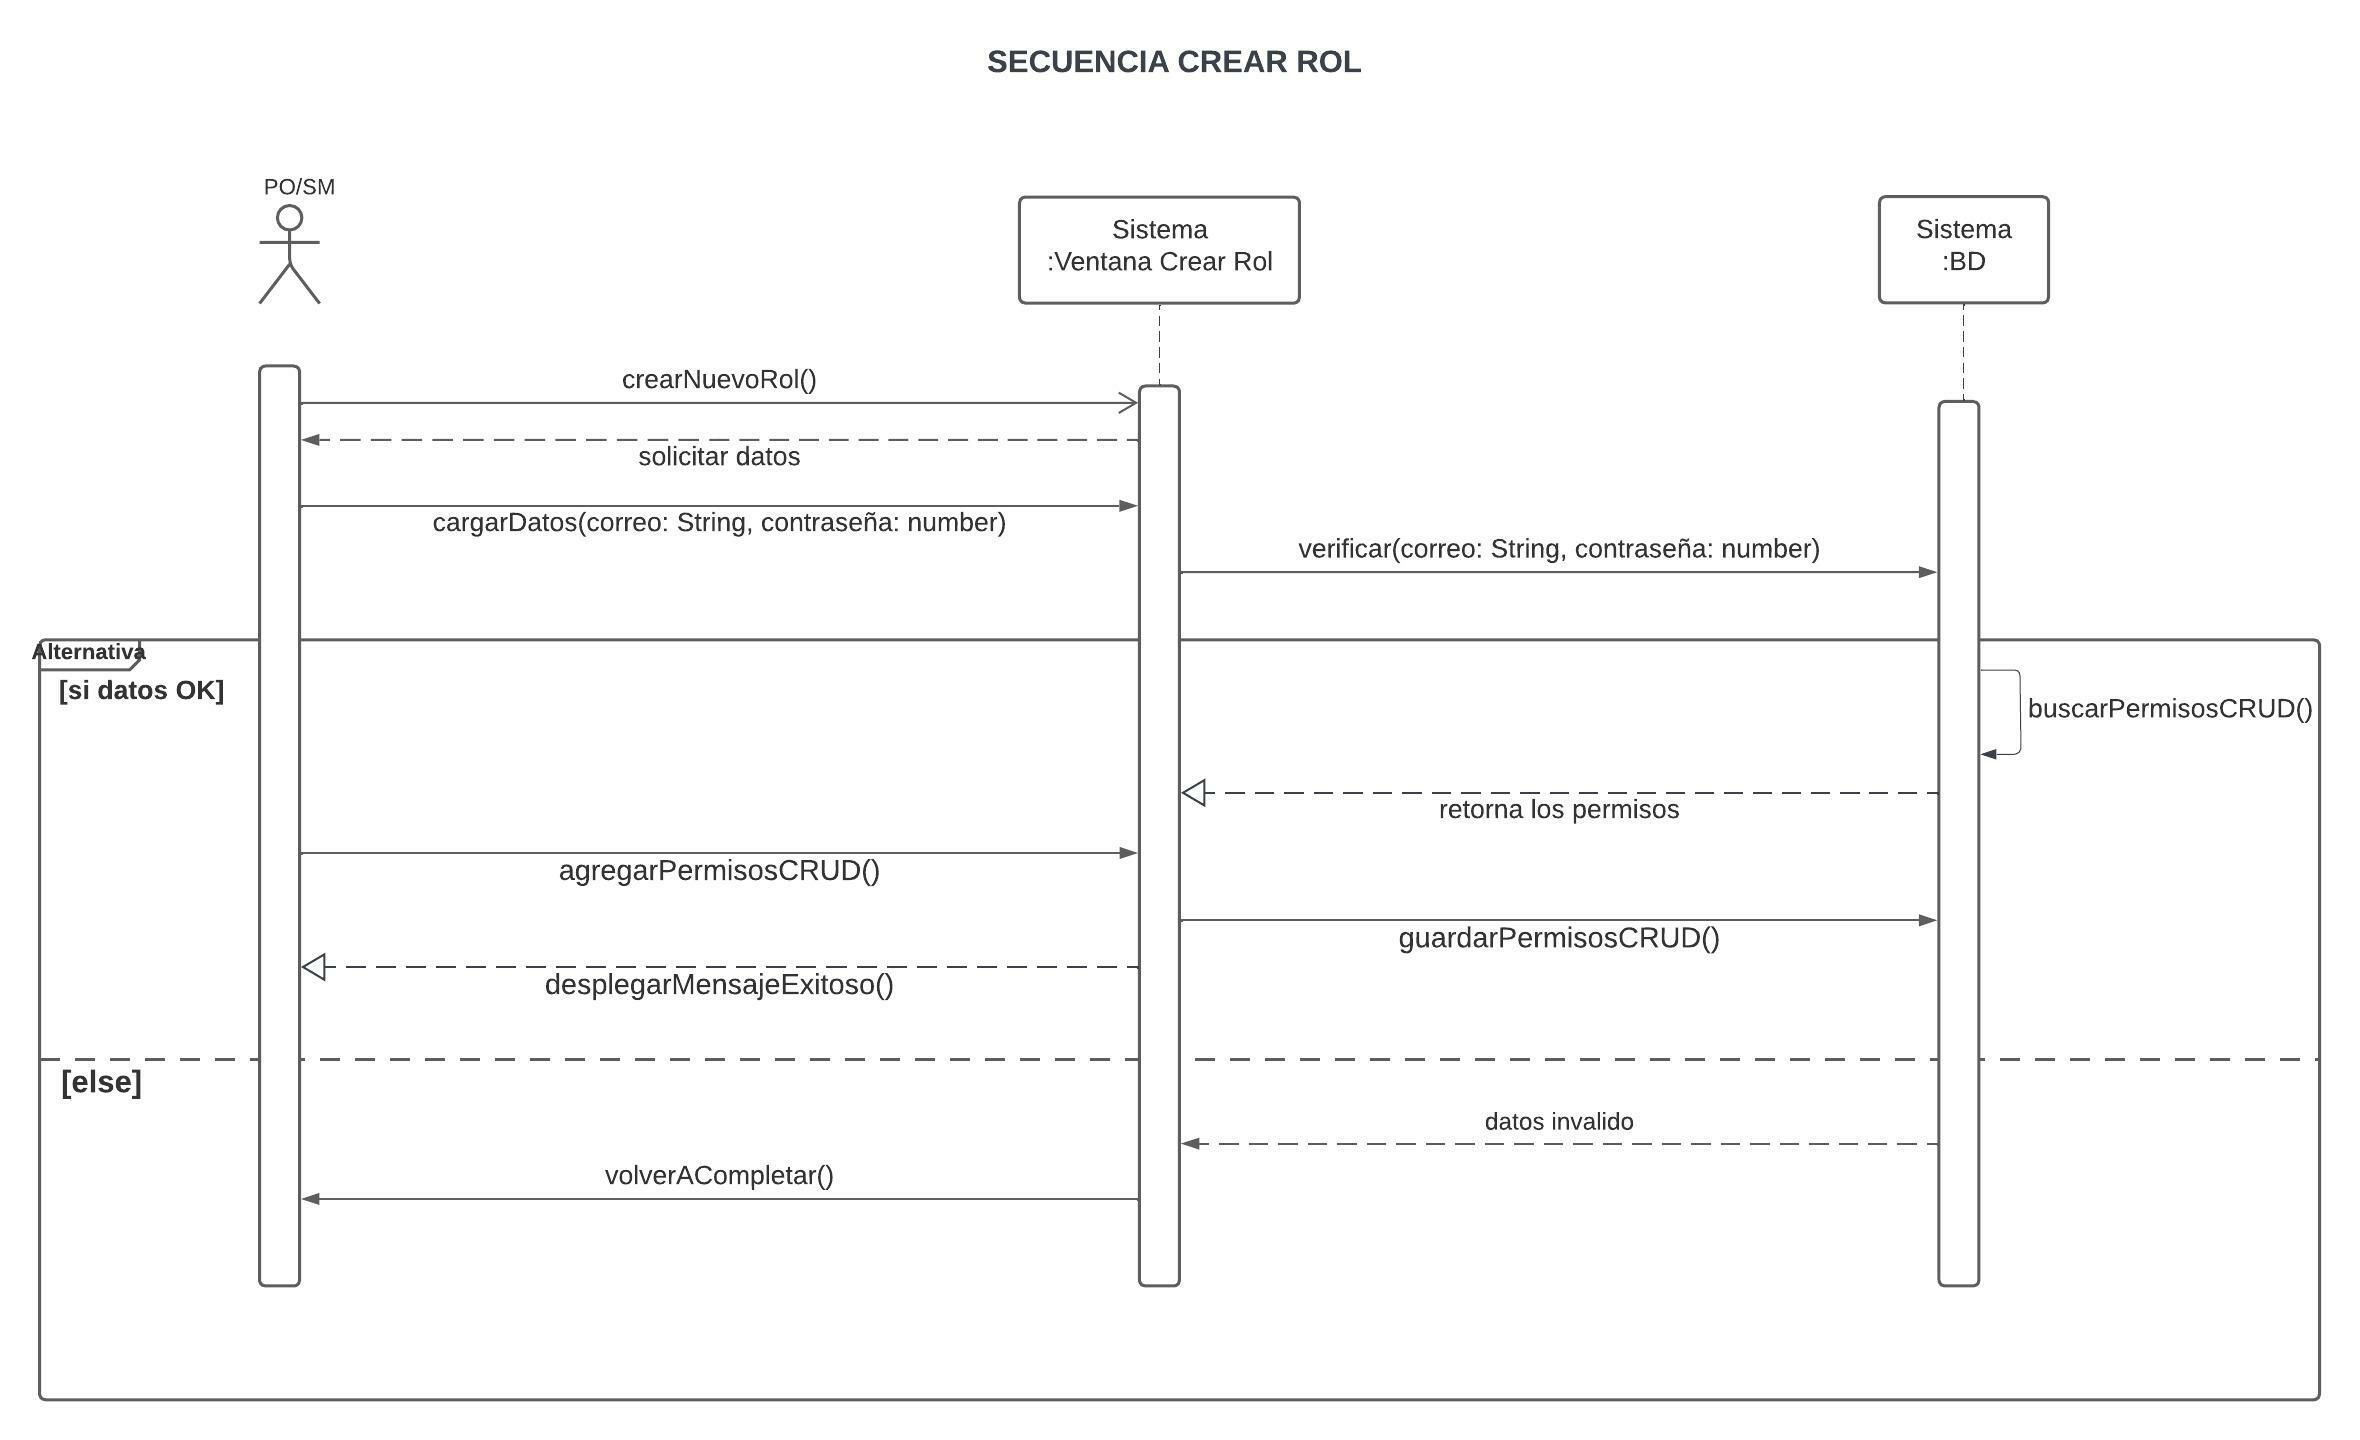 SECUENCIA CREAR ROL
PO/SM
Sistema
:Ventana Crear Rol
Sistema
:BD
crearNuevoRol()
solicitar datos
cargarDatos(correo: String, contraseña: number)
verificar(correo: String, contraseña: number)
Alternativa
[si datos OK]
buscarPermisosCRUD()
retorna los permisos
agregarPermisosCRUD()
guardarPermisosCRUD()
desplegarMensajeExitoso()
[else]
datos invalido
volverACompletar()